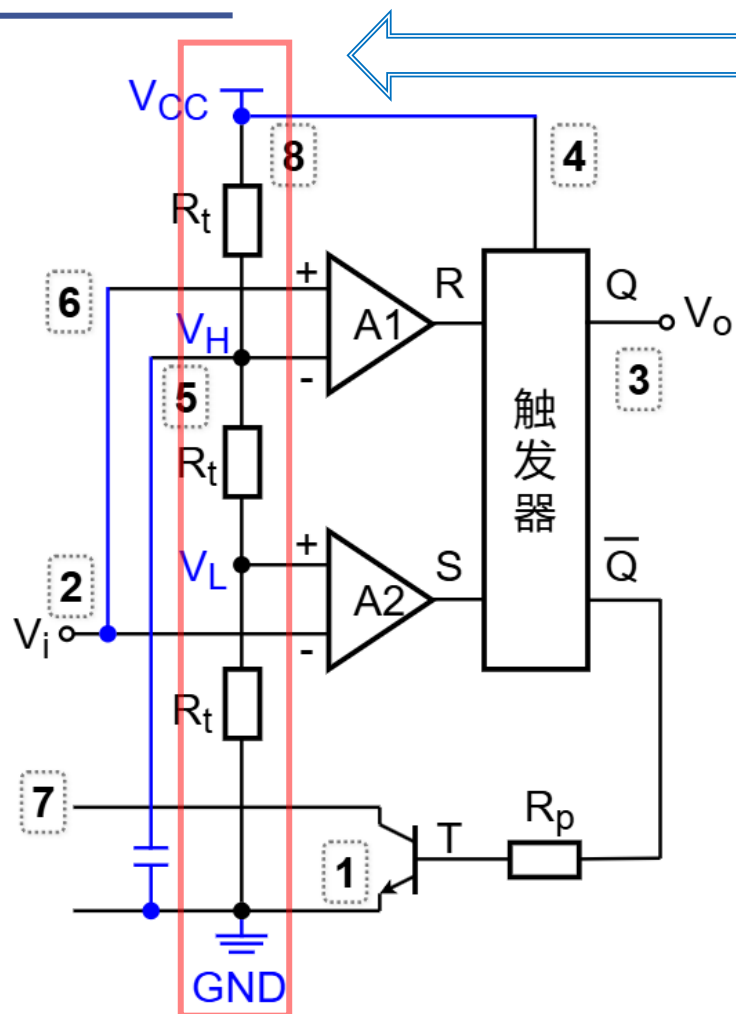 VCC
8
4
Rt
6
+
R
Q
A1
Vo
VH
-
3
5
触发器
Rt
+
S
Q̅
VL
2
A2
Vi
-
Rt
7
Rp
T
1
GND